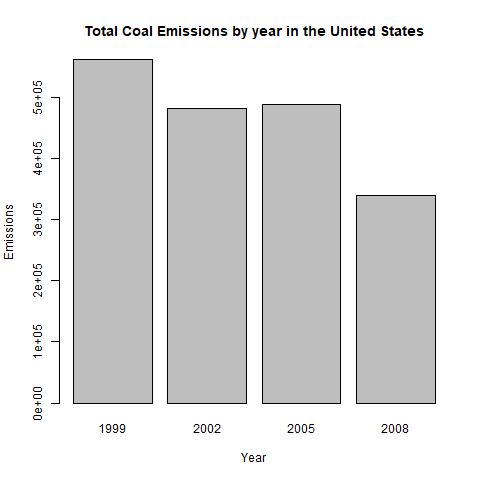 Total Coal Emissions by year in the United States
5e+05
4e+05
3e+05
2e+05
1e+05
0e+00
Emissions
1999 2002 2005 2008
Year